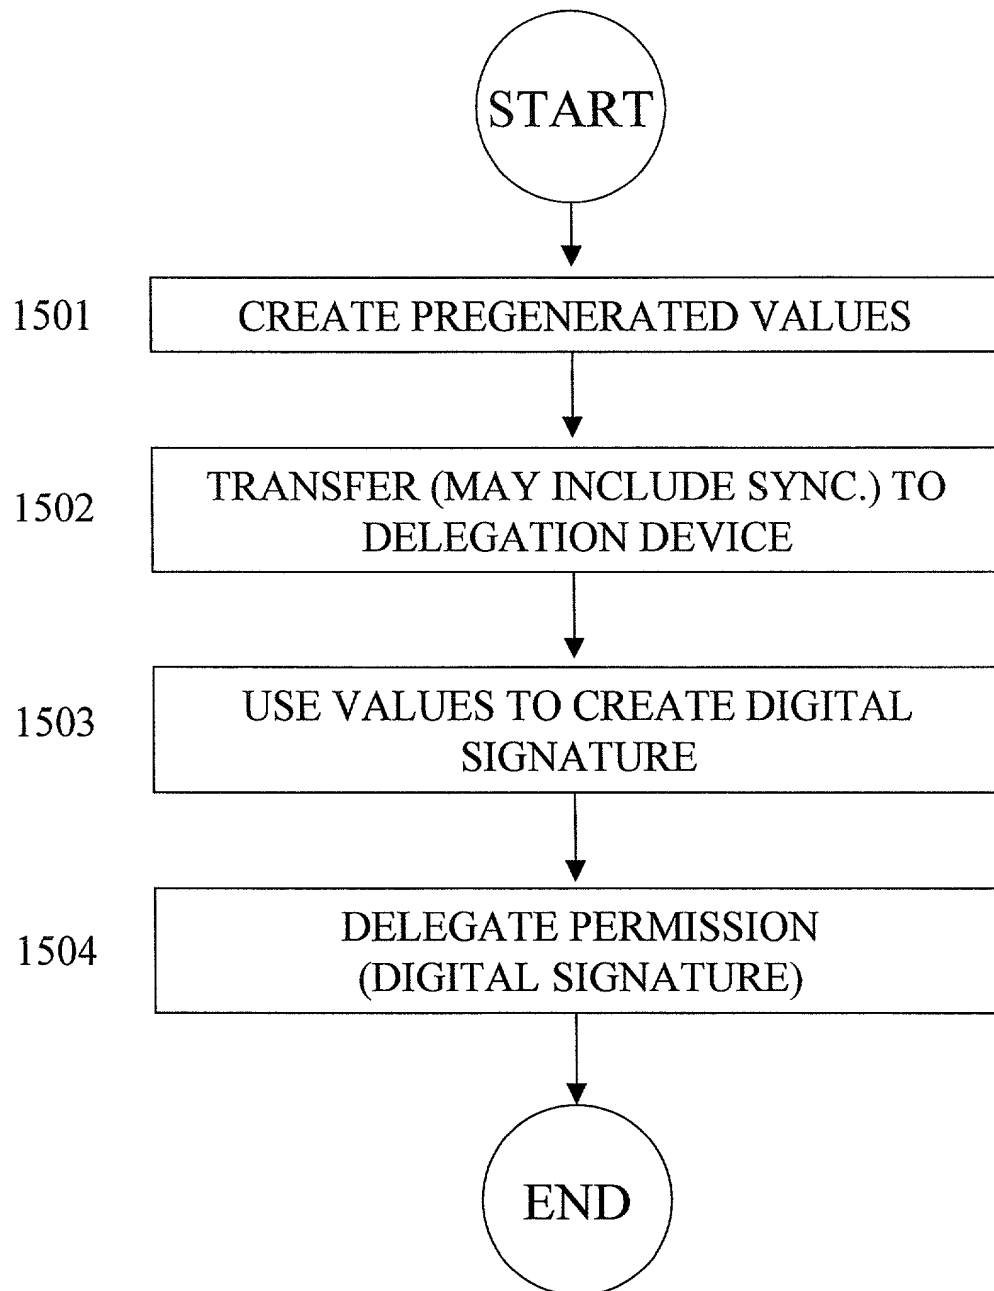 START
1501
CREATE PREGENERATED VALUES
1502
TRANSFER (MAY INCLUDE SYNC.) TO
DELEGATION DEVICE
1503
USE VALUES TO CREATE DIGITAL
SIGNATURE
1504
DELEGATE PERMISSION
(DIGITAL SIGNATURE)
END